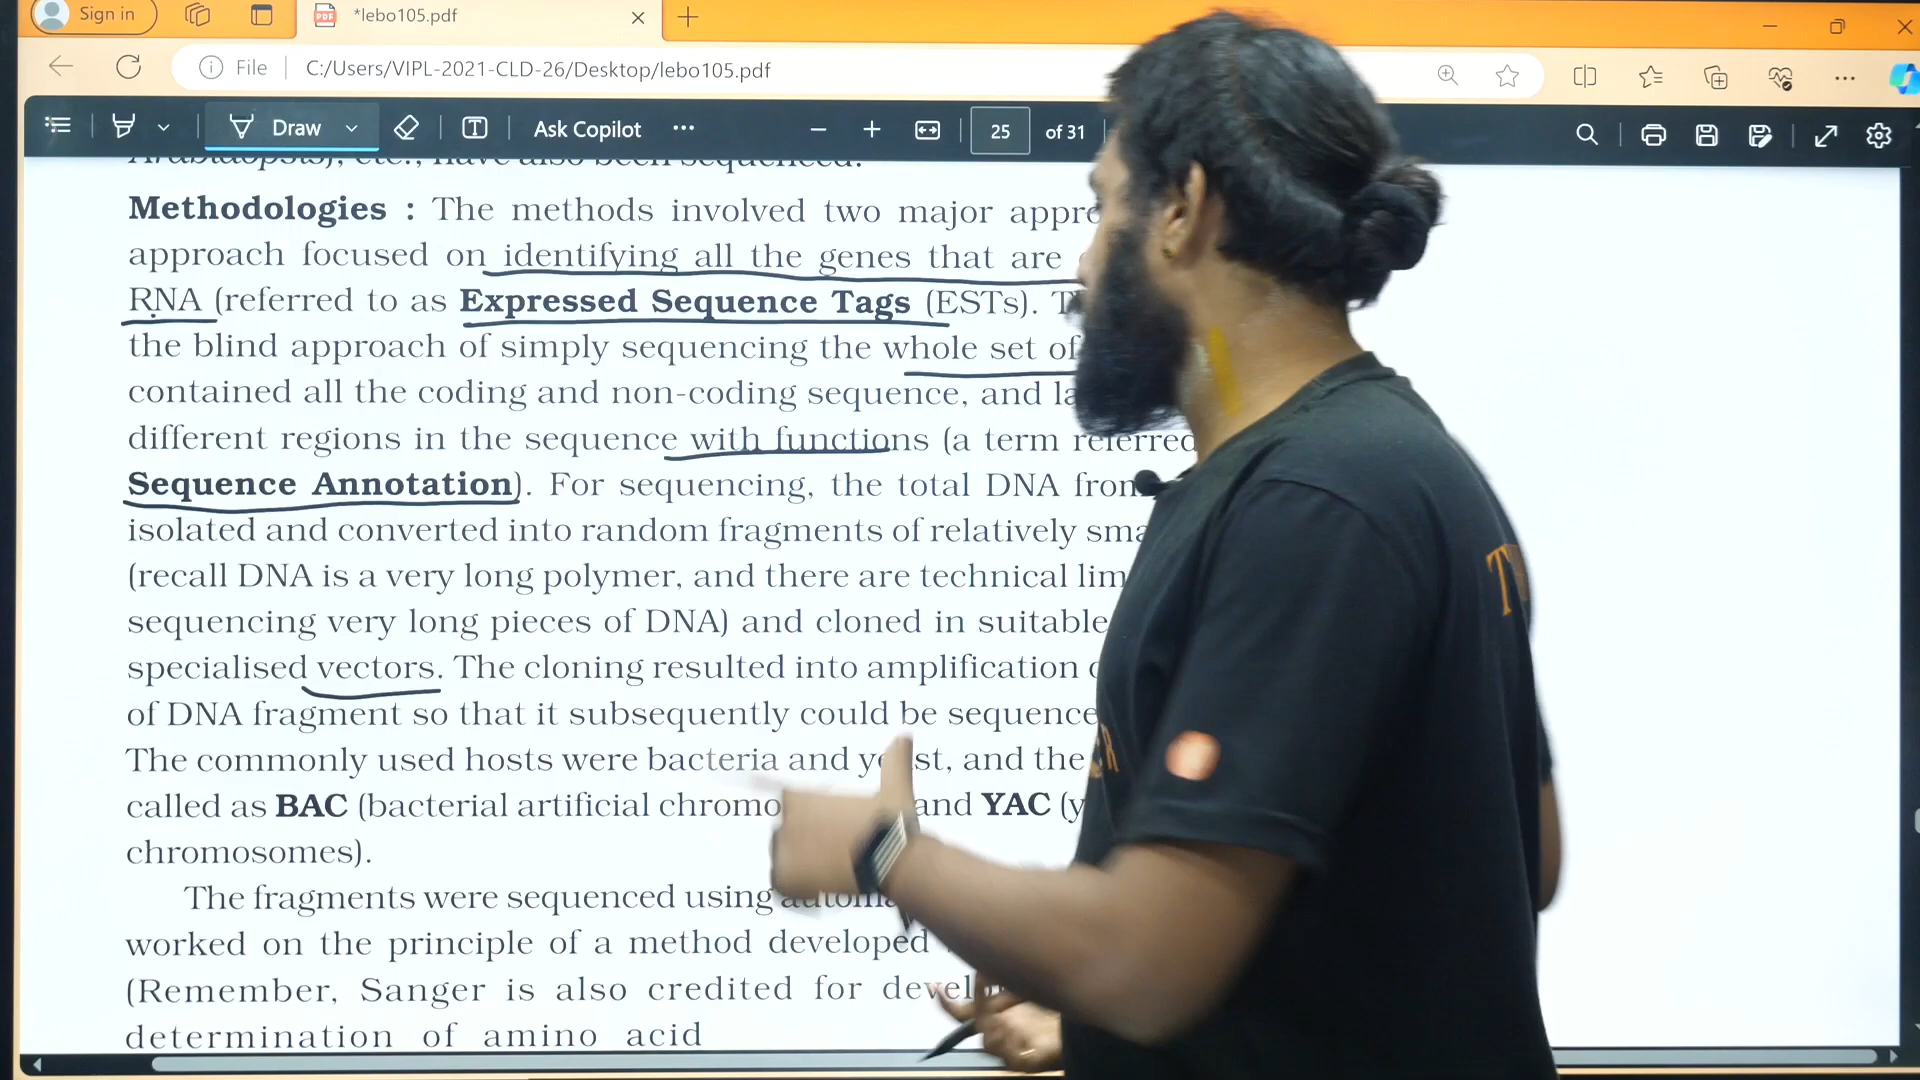 Sign in
*lebo105.pdf
File
C:/Users/VIPL-2021-CLD-26/Desktop/lebo105.pdf
Draw
Ask Copilot
25 of 31
Arabidopsis), etc., have also been sequenced.
Methodologies : The methods involved two major
approach focused on identifying all the genes that are
RNA (referred to as Expressed Sequence Tags (ESTs).
the blind approach of simply sequencing the whole set of
contained all the coding and non-coding sequence, and
different regions in the sequence with functions (a term referred
Sequence Annotation). For sequencing, the total DNA from
isolated and converted into random fragments of relatively
(recall DNA is a very long polymer, and there are technical
sequencing very long pieces of DNA) and cloned in suitable
specialised vectors. The cloning resulted into amplification
of DNA fragment so that it subsequently could be
The commonly used hosts were bacteria and yeast, and the
called as BAC (bacterial artificial and YAC
chromosomes).
The fragments were sequenced using
worked on the principle of a method developed
(Remember, Sanger is also credited for
determination of amino acid